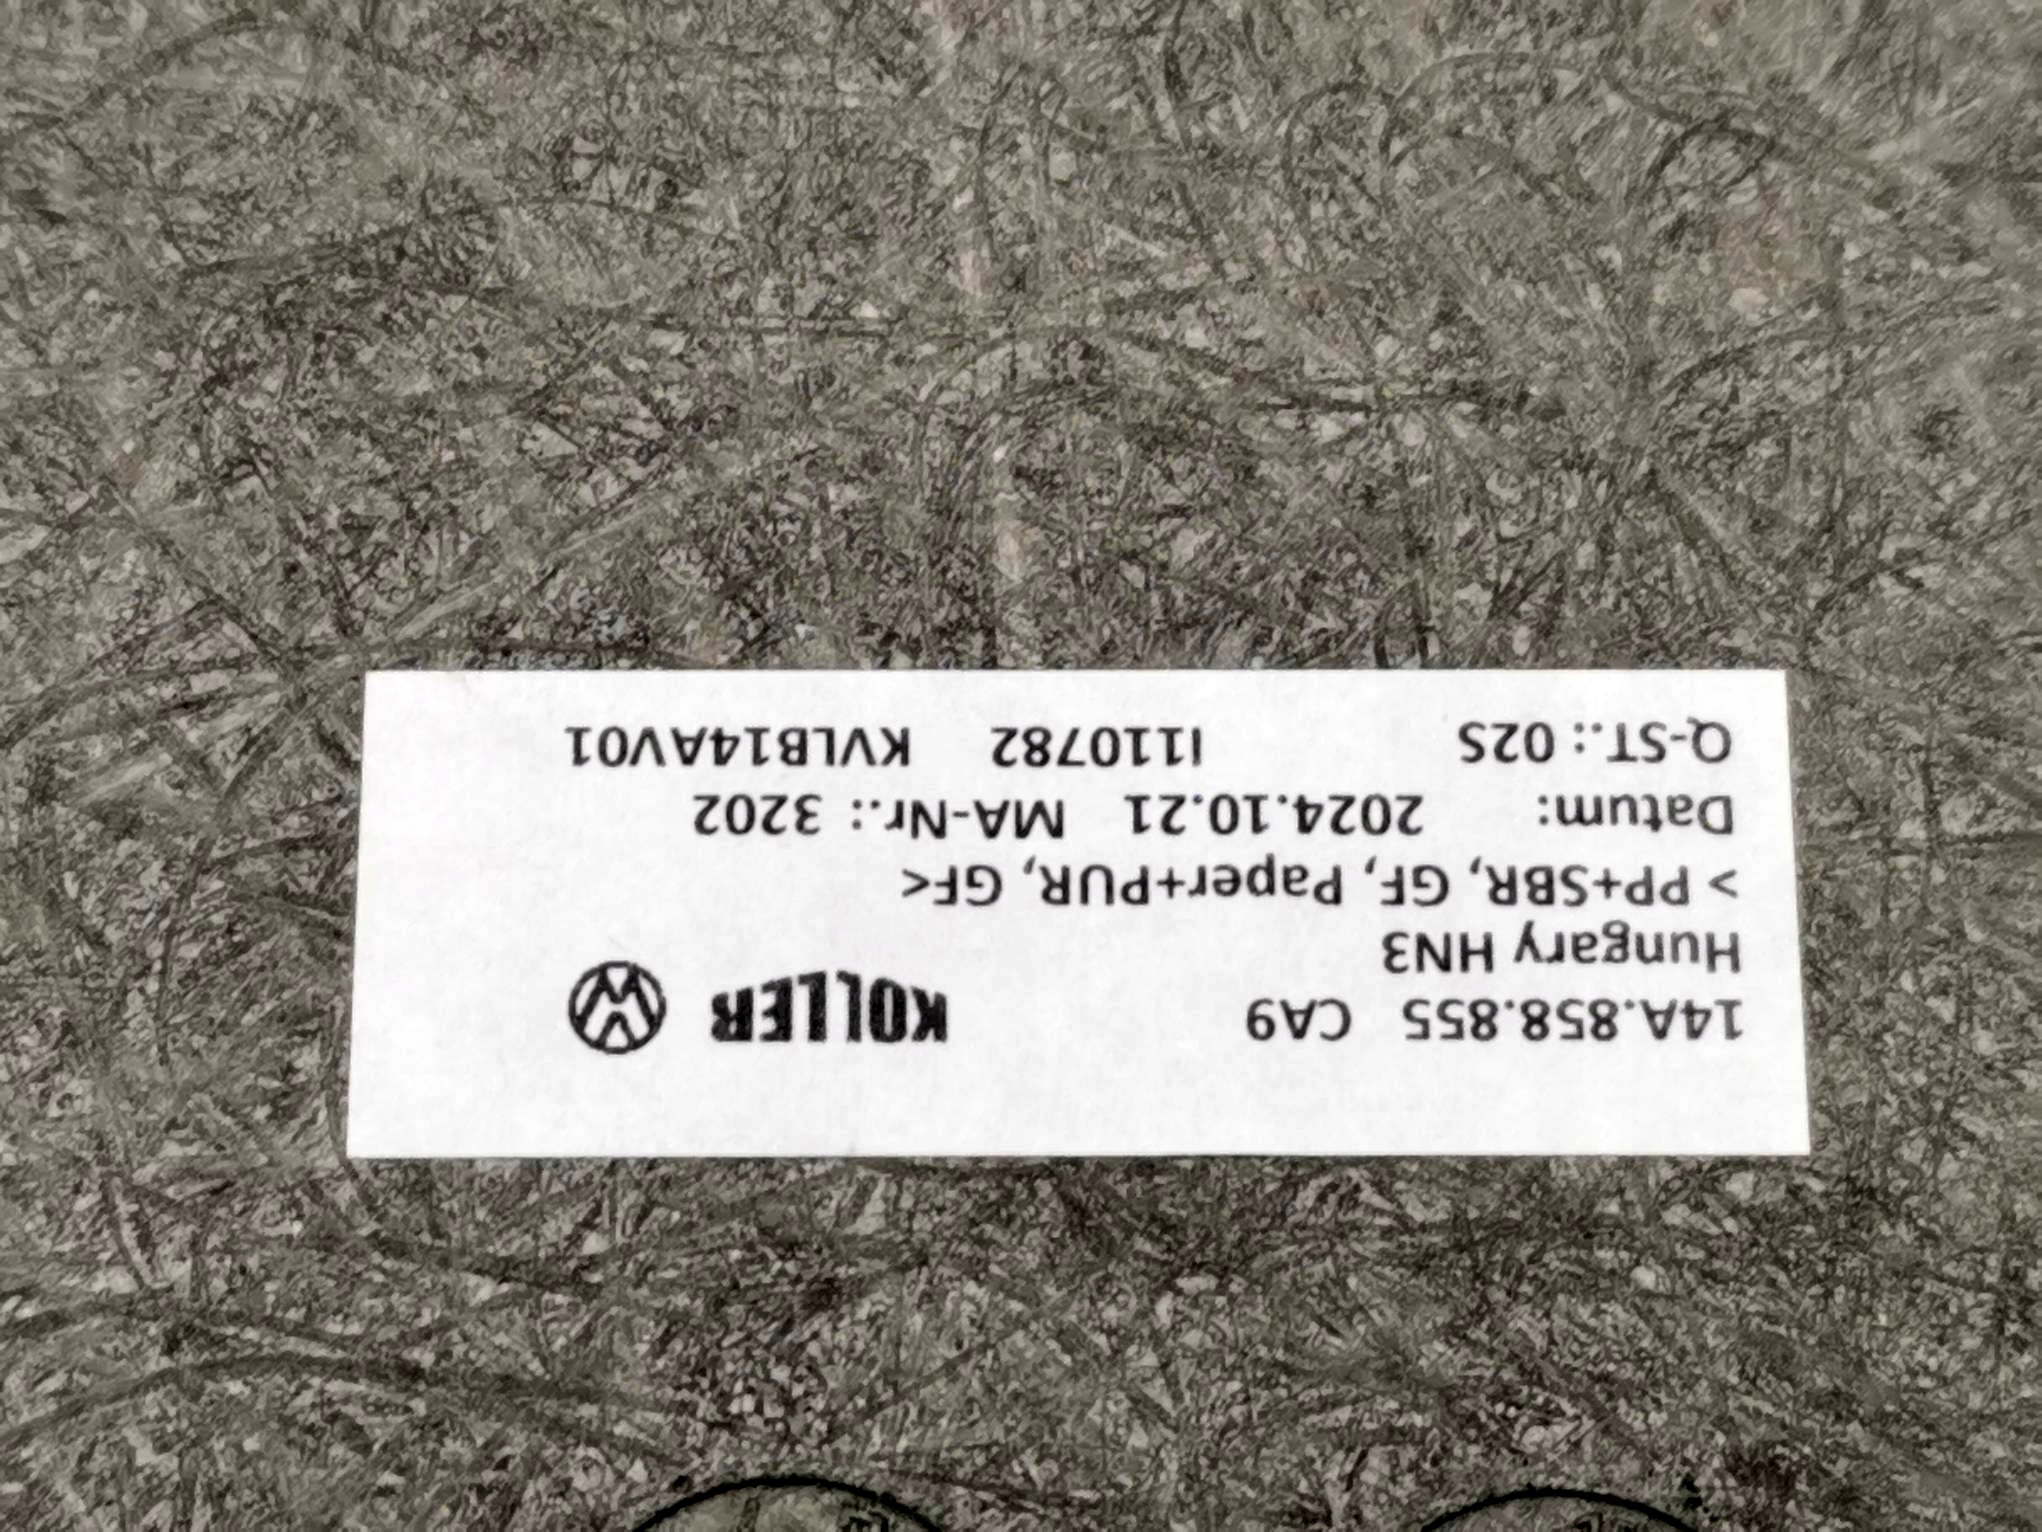 14A.858.855 CA9 KOLLER
Hungary HN3
> PP+SBR, GF, Paper+PUR, GF<
Datum: 2024.10.21 MA-Nr.: 3202
Q-ST.: 02S I110782 KVLB14AV01